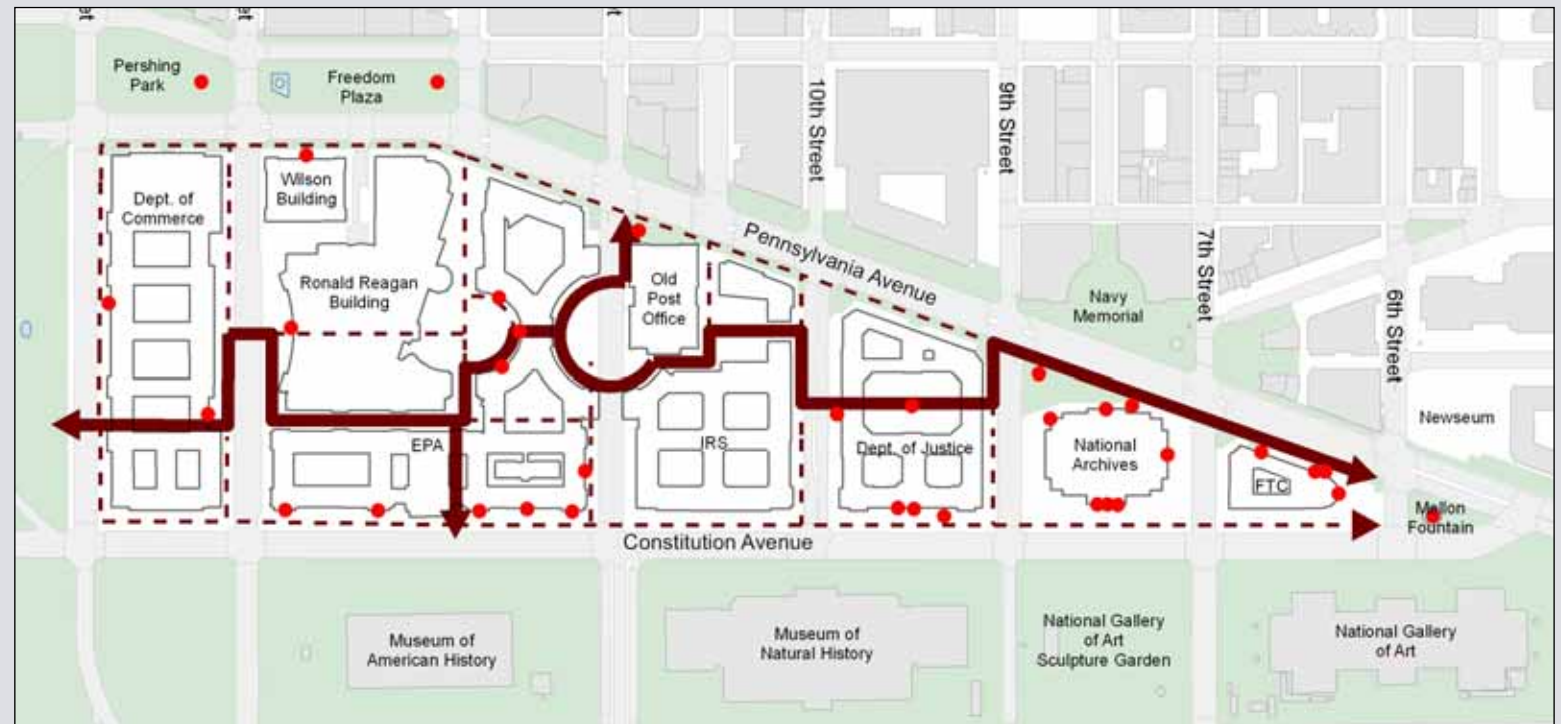 Pershing
Park
Freedom
Plaza
10th Street
9th Street
Wilson
Building
Dept. of
Commerce
Ronald Reagan
Building
Old
Post
Office
Pennsylvania Avenue
Navy
Memorial
7th Street
6th Street
Newseum
EPA
IRS
Dept. of Justice
National
Archives
FTC
Mellon
Fountain
Constitution Avenue
Museum of
American History
Museum of
Natural History
National Gallery
of Art
Sculpture Garden
National Gallery
of Art